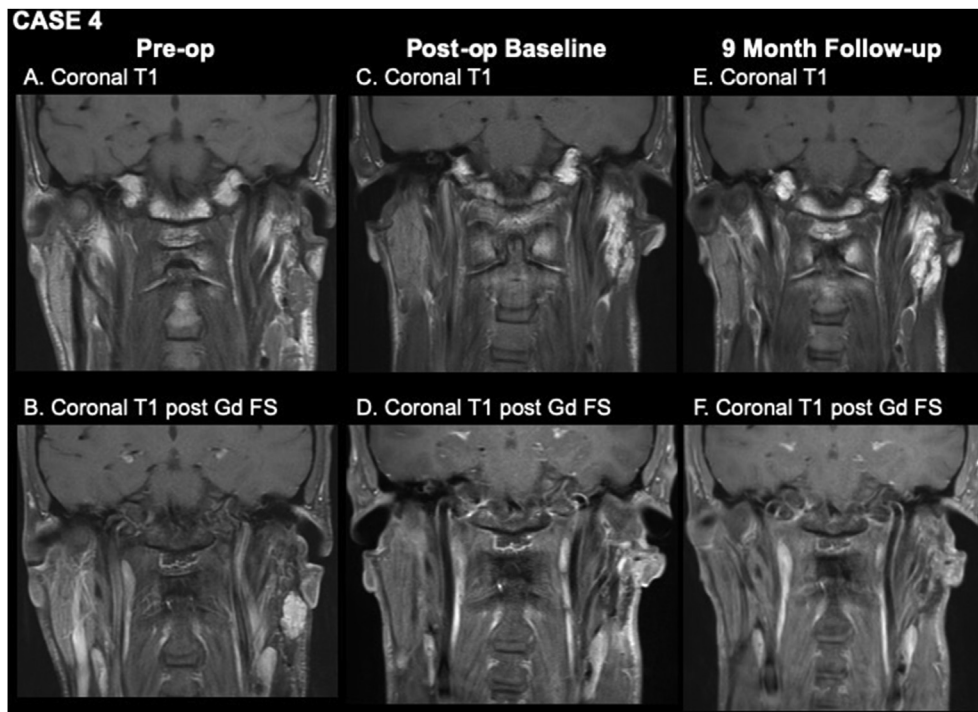 CASE 4
Pre-op Post-op Baseline 9 Month Follow-up
A. Coronal T1 C. Coronal T1 E. Coronal T1
B. Coronal T1 post Gd FS D. Coronal T1 post Gd FS F. Coronal T1 post Gd FS